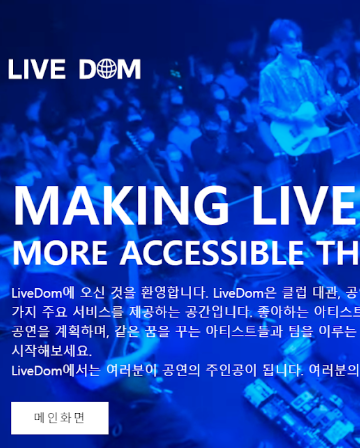 LIVE DOM
MAKING LIVE
MORE ACCESSIBLE TH
LiveDom에 오신 것을 환영합니다. LiveDom은 클럽 대관, 공
가지 주요 서비스를 제공하는 공간입니다. 좋아하는 아티스트
공연을 계획하며, 같은 꿈을 꾸는 아티스트들과 팀을 이루는
시작해보세요.
LiveDom에서는 여러분이 공연의 주인공이 됩니다. 여러분의
메인화면